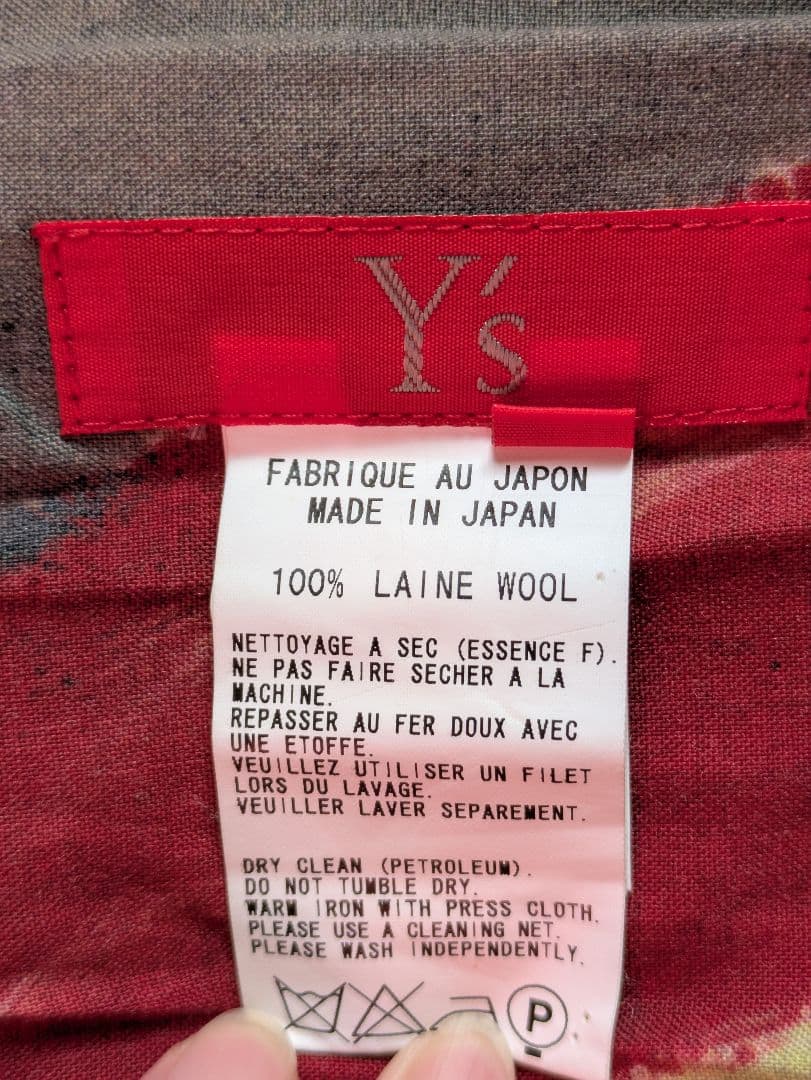 Y's
FABRIQUE AU JAPON
MADE IN JAPAN
100% LAINE WOOL
NETTOYAGE A SEC (ESSENCE F).
NE PAS FAIRE SECHER A LA
MACHINE.
REPASSER AU FER DOUX AVEC
UNE ETOFFE.
VEUILLEZ UTILISER UN FILET
LORS DU LAVAGE.
VEUILLER LAVER SEPAREMENT.
DRY CLEAN (PETROLEUM).
DO NOT TUMBLE DRY.
WARM IRON WITH PRESS CLOTH.
PLEASE USE A CLEANING NET.
PLEASE WASH INDEPENDENTLY.
P